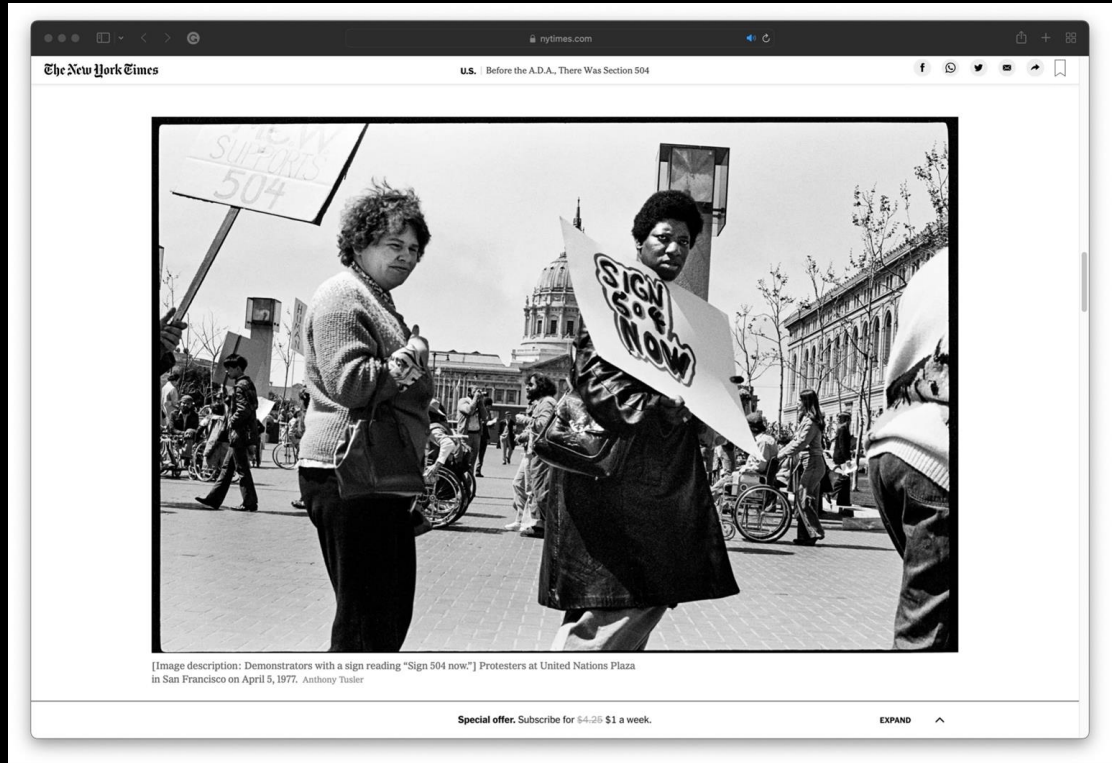 nytimes.com
The New York Times
U.S. Before the A.D.A., There Was Section 504
SUPPORTS
504
SIGN
504
NOW
[Image description: Demonstrators with a sign reading “Sign 504 now.”] Protesters at United Nations Plaza
in San Francisco on April 5, 1977. Anthony Tusler
Special offer. Subscribe for $4.25 $1 a week.
EXPAND